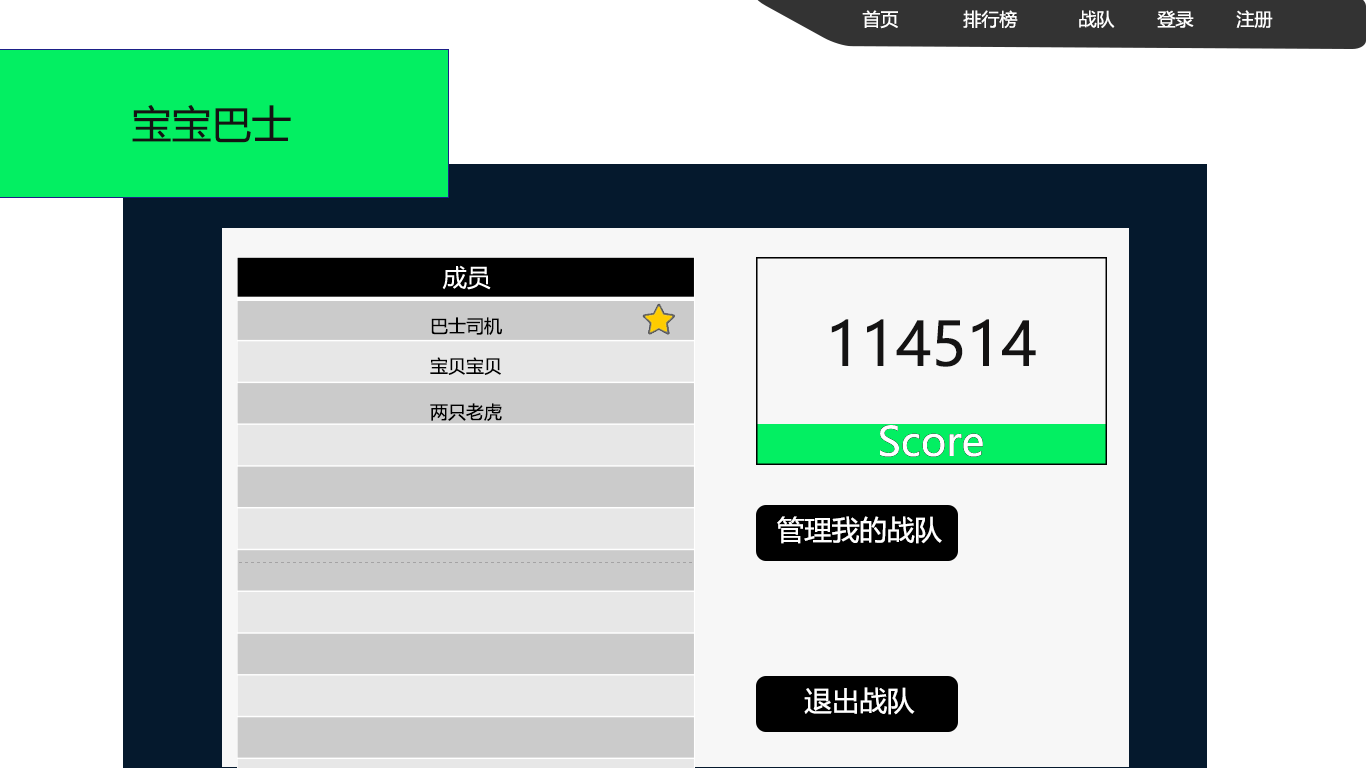 首页 排行榜 战队 登录 注册
宝宝巴士
成员
巴士司机
宝贝宝贝
两只老虎
114514
Score
管理我的战队
退出战队